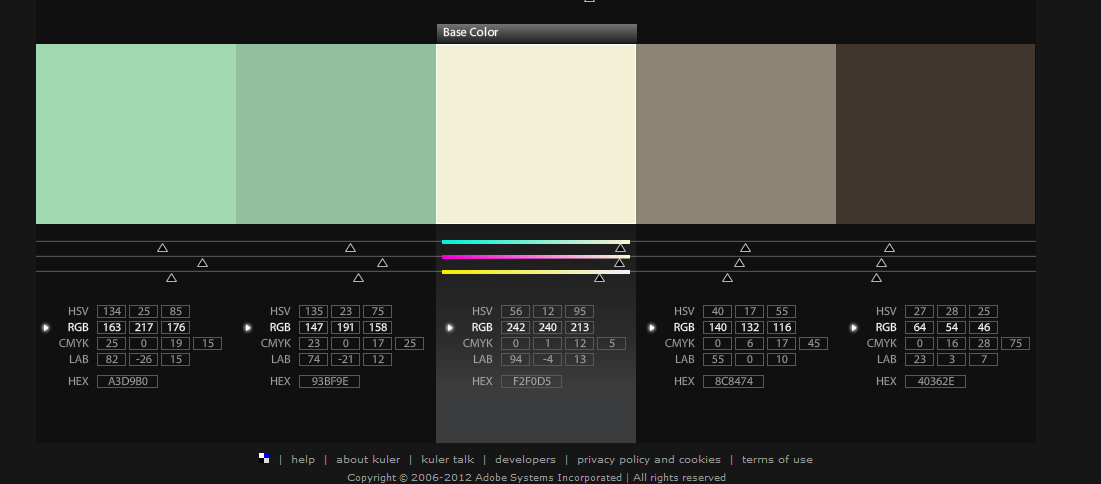 Base Color
HSV 134 25 85 HSV 135 23 75 HSV 56 12 95 HSV 40 17 55 HSV 27 28 25
RGB 163 217 176 RGB 147 191 158 RGB 242 240 213 RGB 140 132 116 RGB 64 54 46
CMYK 25 0 19 15 CMYK 23 0 17 25 CMYK 0 1 12 5 CMYK 0 6 17 45 CMYK 0 16 28 75
LAB 82 -26 15 LAB 74 -21 12 LAB 94 -4 13 LAB 55 0 10 LAB 23 3 7
HEX A3D9B0 HEX 93BF9E HEX F2F0D5 HEX 8C8474 HEX 40362E
| help | about kuler | kuler talk | developers | privacy policy and cookies | terms of use
Copyright © 2006-2012 Adobe Systems Incorporated | All rights reserved